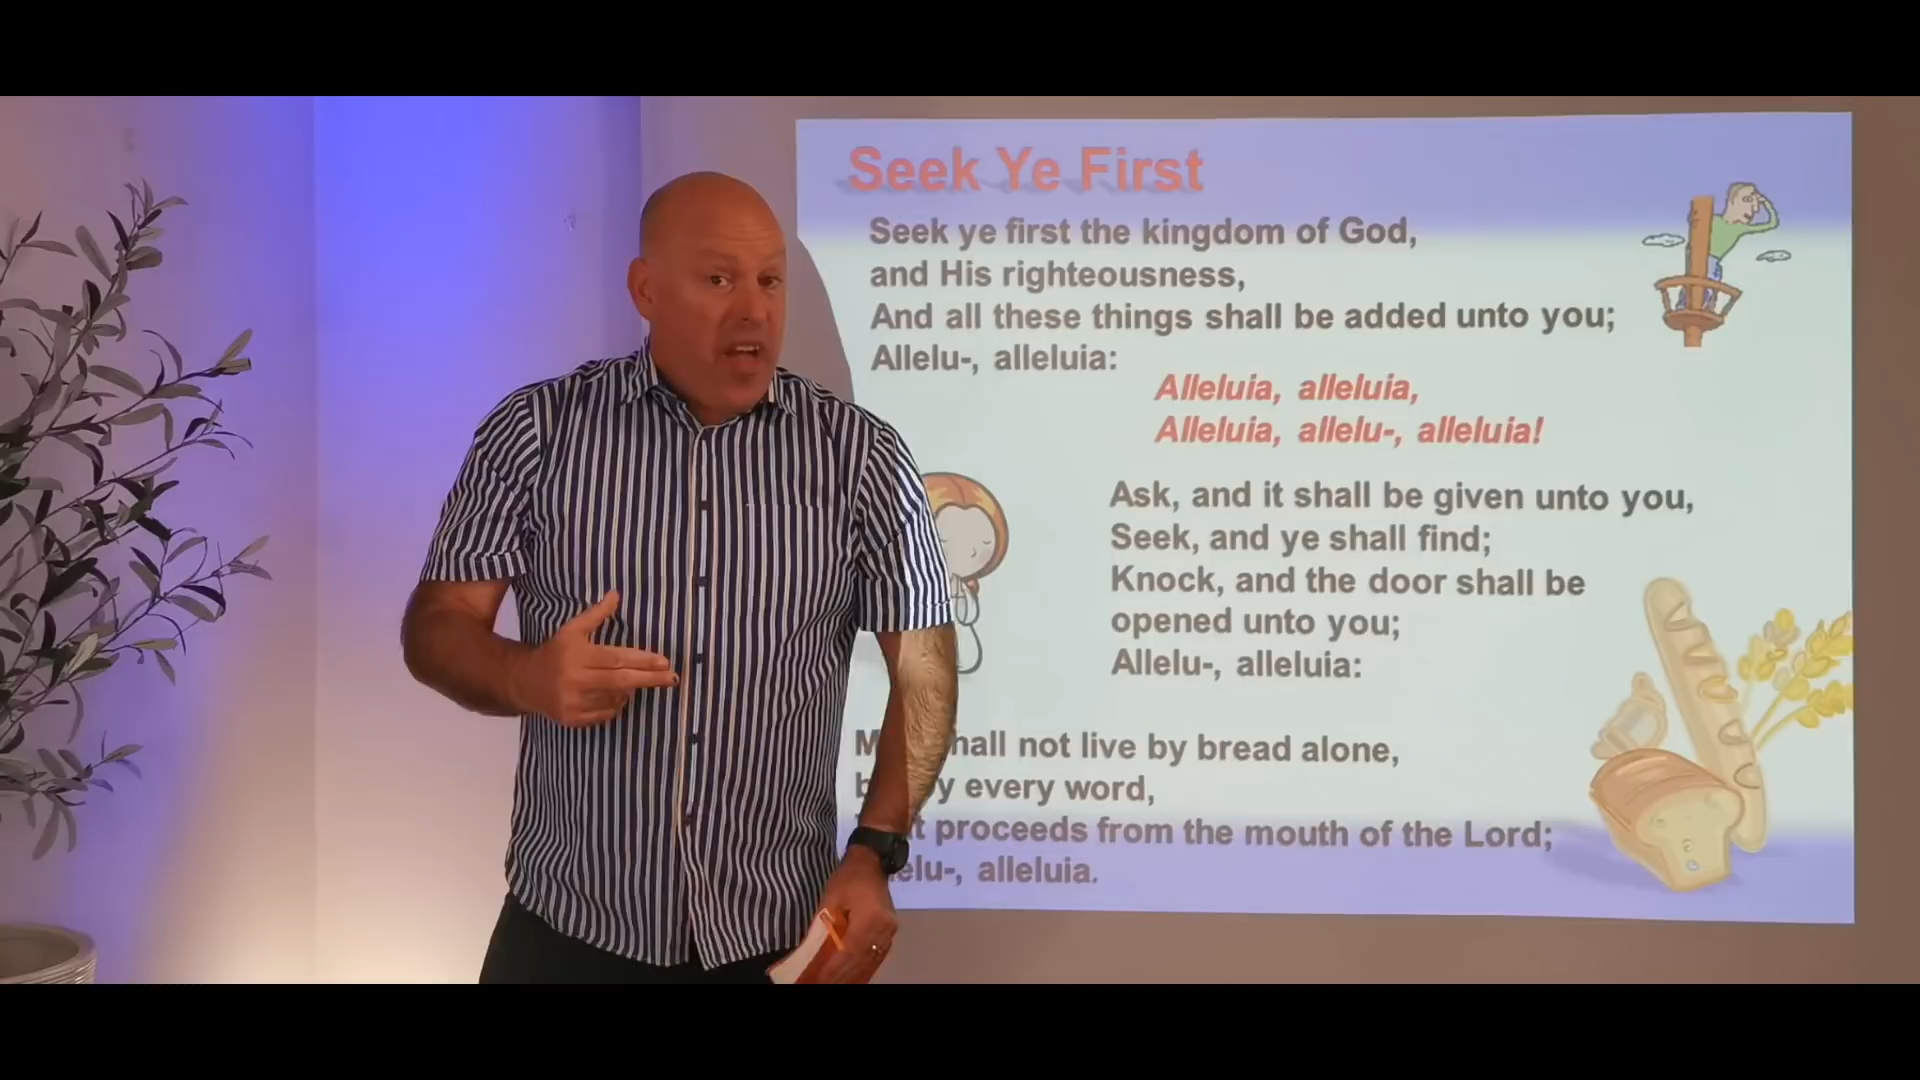 Seek Ye First
Seek ye first the kingdom of God,
and His righteousness,
And all these things shall be added unto you;
Allelu-, alleluia:
Alleluia, alleluia,
Alleluia, allelu-, alleluia!
Ask, and it shall be given unto you,
Seek, and ye shall find;
Knock, and the door shall be
opened unto you;
Allelu-, alleluia:
hall not live by bread alone,
y every word,
t proceeds from the mouth of the Lord;
elu-, alleluia.